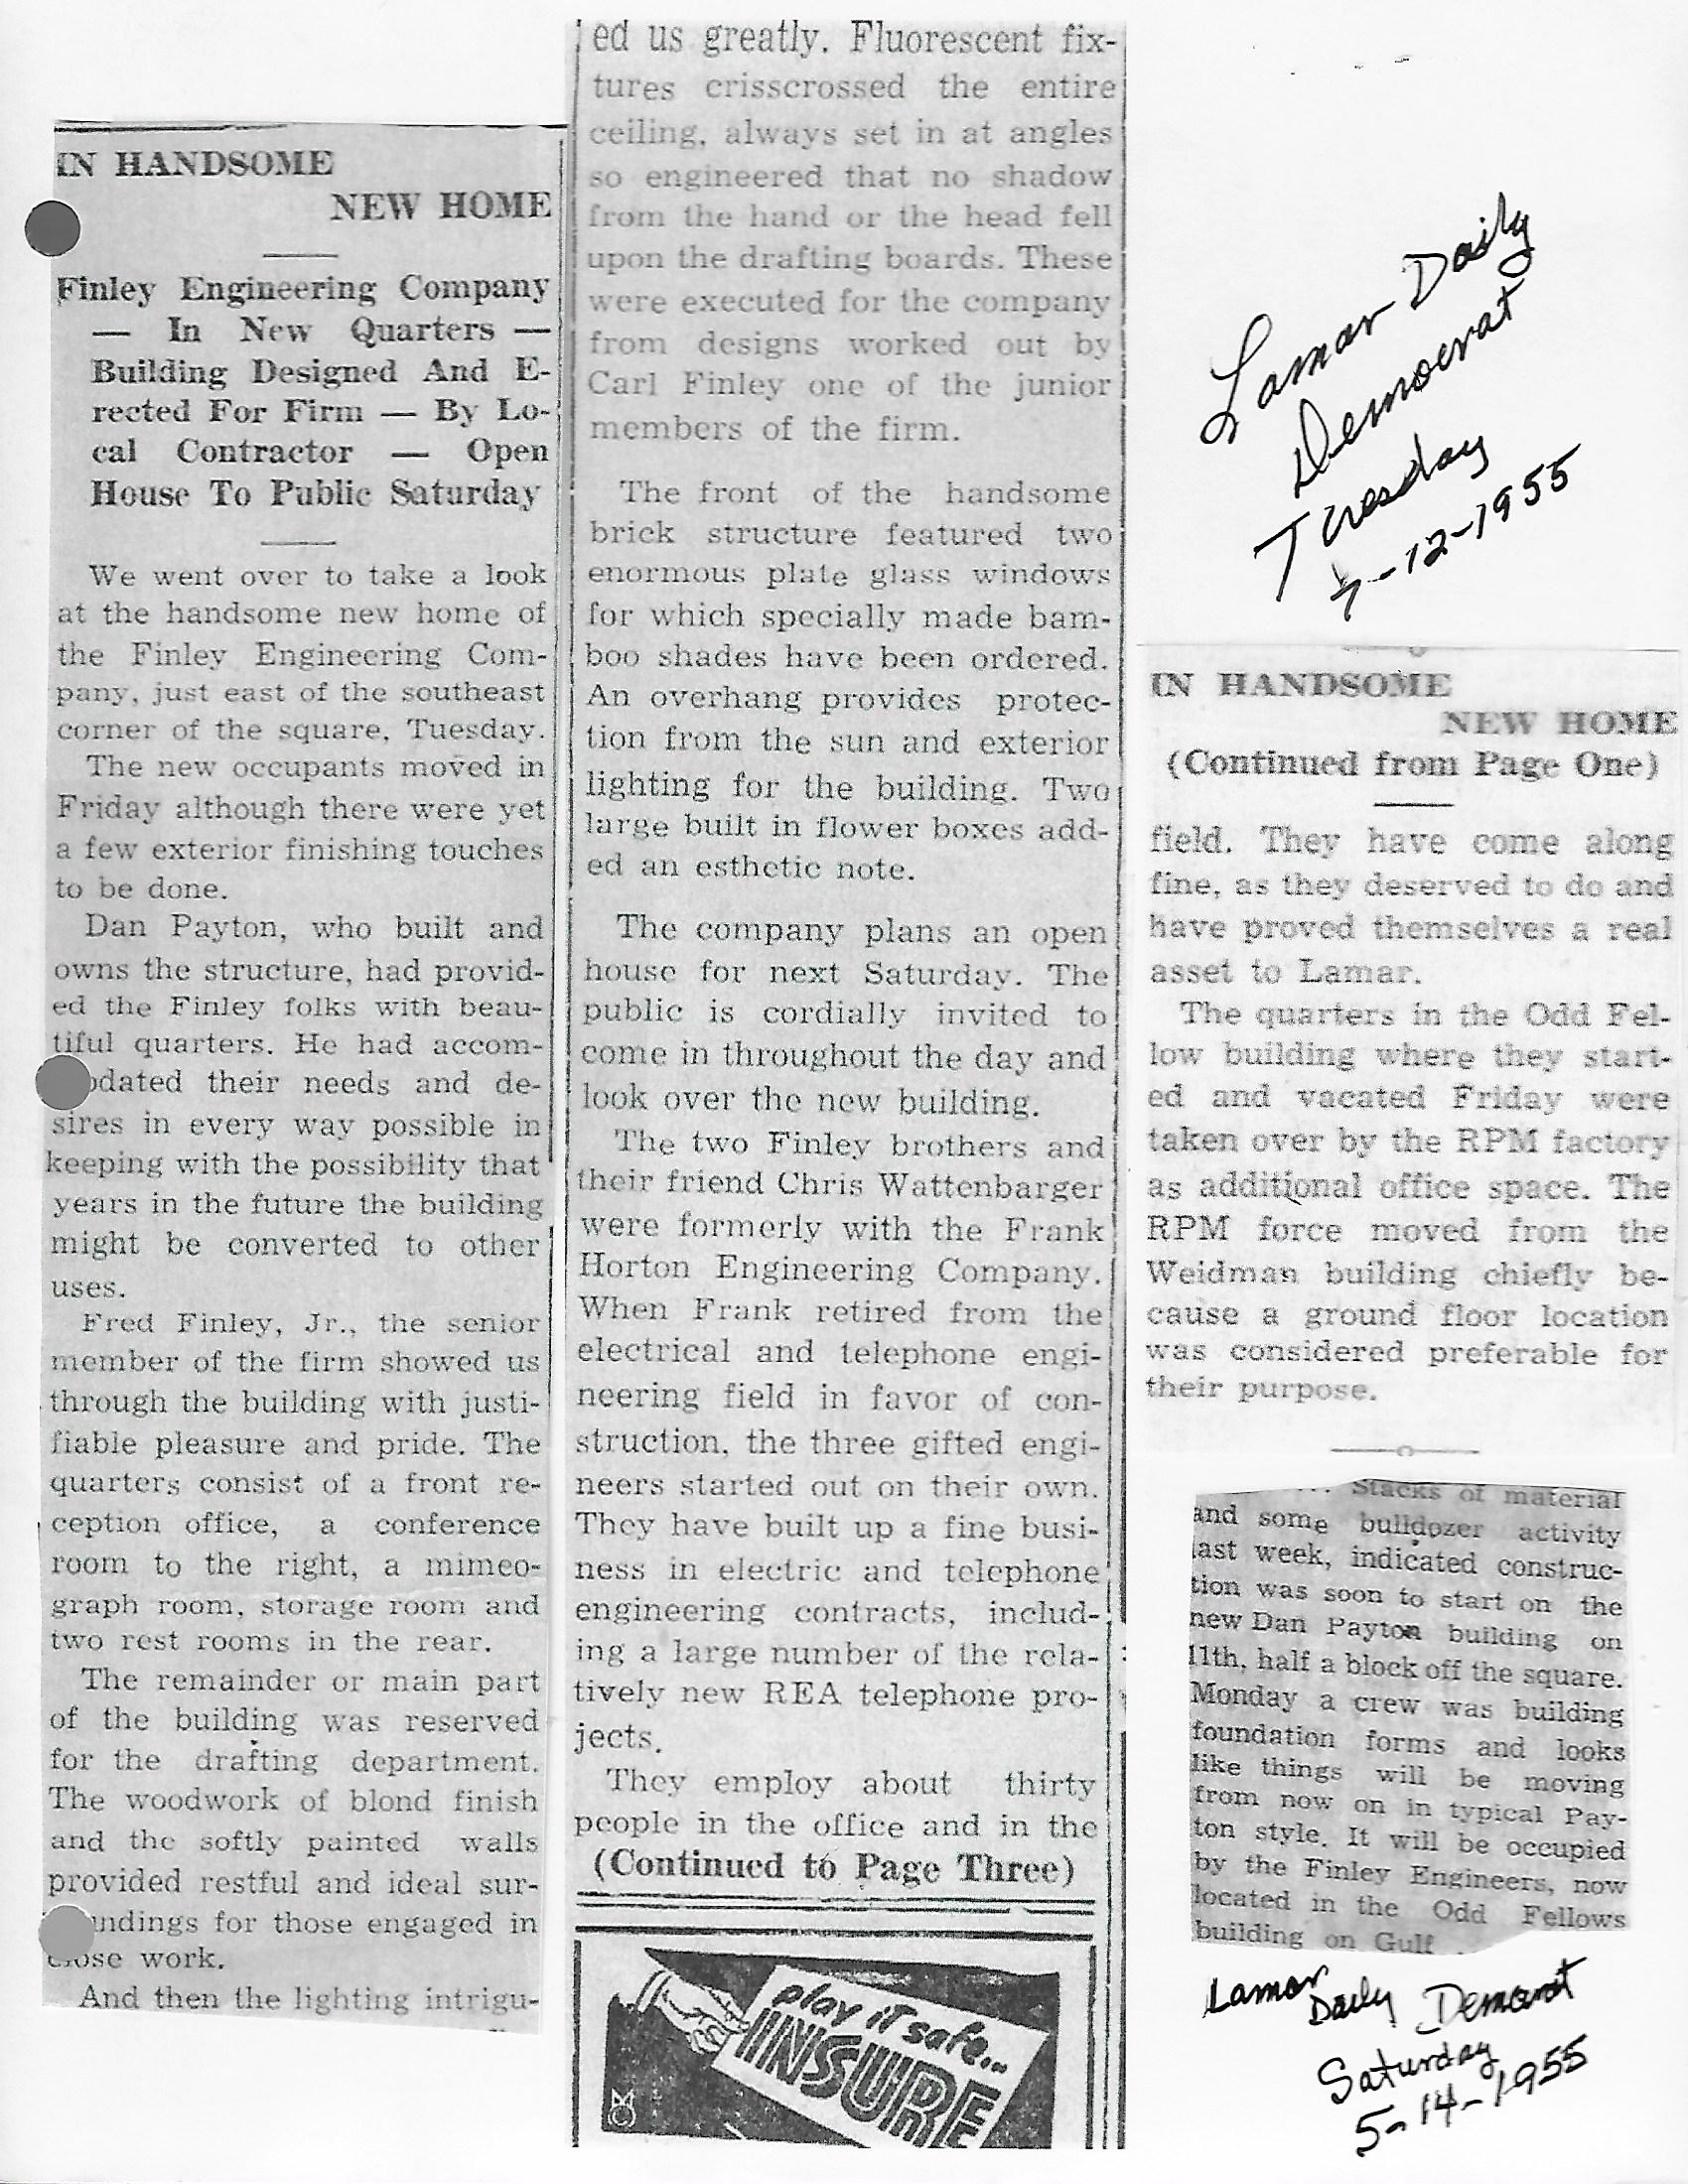 IN HANDSOME
NEW HOME
Finley Engineering Company
— In New Quarters —
Building Designed And E-
rected For Firm — By Lo-
cal Contractor — Open
House To Public Saturday
We went over to take a look
at the handsome new home of
the Finley Engineering Com-
pany, just east of the southeast
corner of the square, Tuesday.
The new occupants moved in
Friday although there were yet
a few exterior finishing touches
to be done.
Dan Payton, who built and
owns the structure, had provid-
ed the Finley folks with beau-
tiful quarters. He had accom-
odated their needs and de-
sires in every way possible in
keeping with the possibility that
years in the future the building
might be converted to other
uses.
Fred Finley, Jr., the senior
member of the firm showed us
through the building with justi-
fiable pleasure and pride. The
quarters consist of a front re-
ception office, a conference
room to the right, a mimeo-
graph room, storage room and
two rest rooms in the rear.
The remainder or main part
of the building was reserved
for the drafting department.
The woodwork of blond finish
and the softly painted walls
provided restful and ideal sur-
undings for those engaged in
close work.
And then the lighting intrigu-
ed us greatly. Fluorescent fix-
tures crisscrossed the entire
ceiling, always set in at angles
so engineered that no shadow
from the hand or the head fell
upon the drafting boards. These
were executed for the company
from designs worked out by
Carl Finley one of the junior
members of the firm.
The front of the handsome
brick structure featured two
enormous plate glass windows
for which specially made bam-
boo shades have been ordered.
An overhang provides protec-
tion from the sun and exterior
lighting for the building. Two
large built in flower boxes add-
ed an esthetic note.
The company plans an open
house for next Saturday. The
public is cordially invited to
come in throughout the day and
look over the new building.
The two Finley brothers and
their friend Chris Wattenbarger
were formerly with the Frank
Horton Engineering Company.
When Frank retired from the
electrical and telephone engi-
neering field in favor of con-
struction, the three gifted engi-
neers started out on their own.
They have built up a fine busi-
ness in electric and telephone
engineering contracts, includ-
ing a large number of the rela-
tively new REA telephone pro-
jects.
They employ about thirty
people in the office and in the
(Continued to Page Three)
play it safe...
INSURE
Lamar Daily
Democrat
Tuesday
7-12-1955
IN HANDSOME
NEW HOME
(Continued from Page One)
field. They have come along
fine, as they deserved to do and
have proved themselves a real
asset to Lamar.
The quarters in the Odd Fel-
low building where they start-
ed and vacated Friday were
taken over by the RPM factory
as additional office space. The
RPM force moved from the
Weidman building chiefly be-
cause a ground floor location
was considered preferable for
their purpose.
Stacks of material
and some bulldozer activity
last week, indicated construc-
tion was soon to start on the
new Dan Payton building on
11th, half a block off the square.
Monday a crew was building
foundation forms and looks
like things will be moving
from now on in typical Pay-
ton style. It will be occupied
by the Finley Engineers, now
located in the Odd Fellows
building on Gulf.
Lamar
Daily Demorat
Saturday
5-14-1955